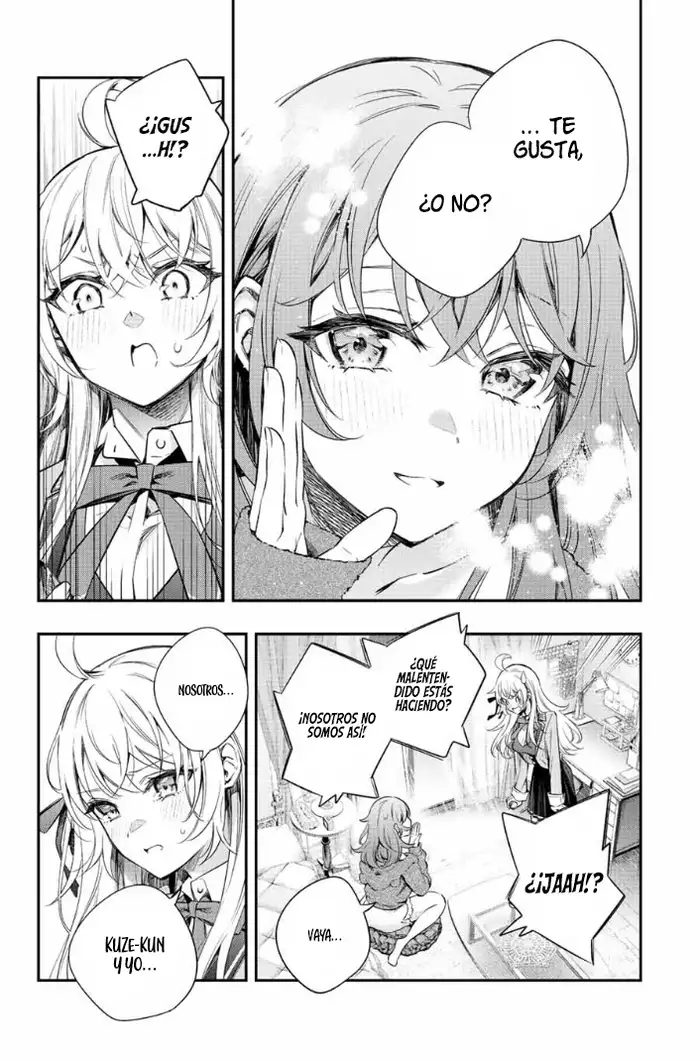 ... TE
GUSTA,
¿O NO?
¿¡GUS
...H!?
¿¡JAAH!?
¿QUÉ
MALENTEN-
DIDO ESTÁS
HACIENDO?
¡NOSOTROS NO
SOMOS ASÍ!
VAYA...
NOSOTROS...
KUZE-KUN
Y YO...